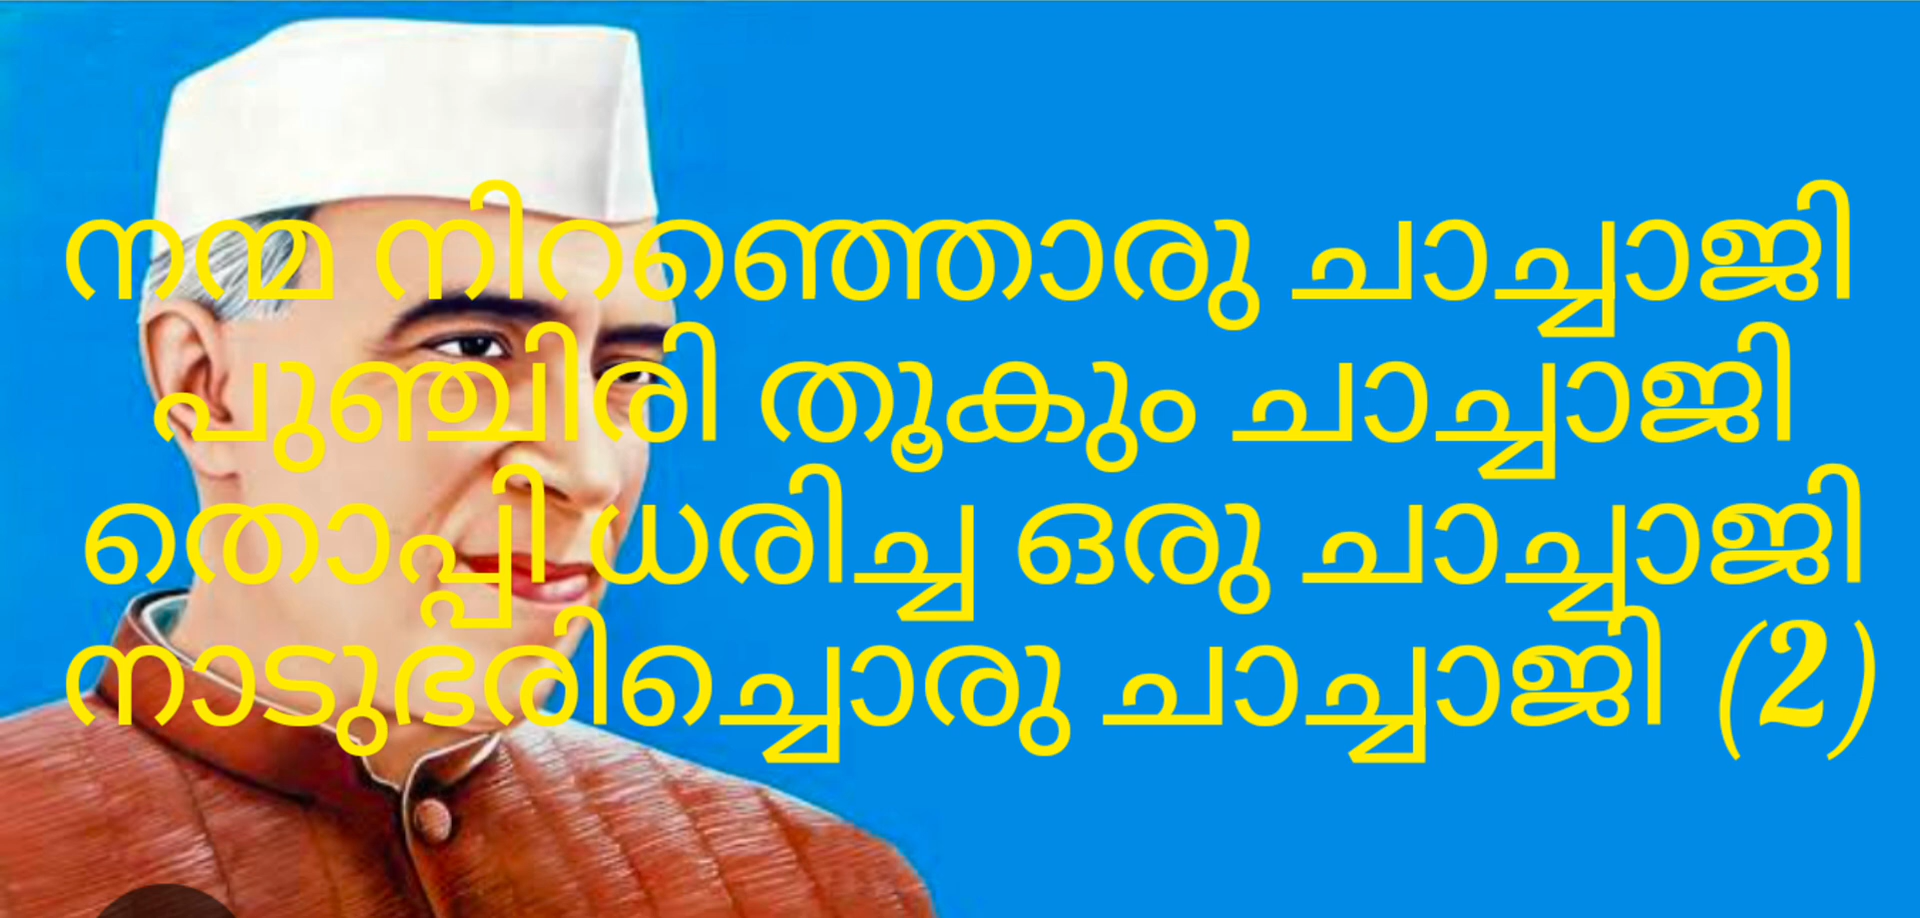 നന്മ നിറഞ്ഞൊരു ചാച്ചാജി
പുഞ്ചിരി തൂകും ചാച്ചാജി
തൊപ്പി ധരിച്ച ഒരു ചാച്ചാജി
നാടുഭരിച്ചൊരു ചാച്ചാജി (2)